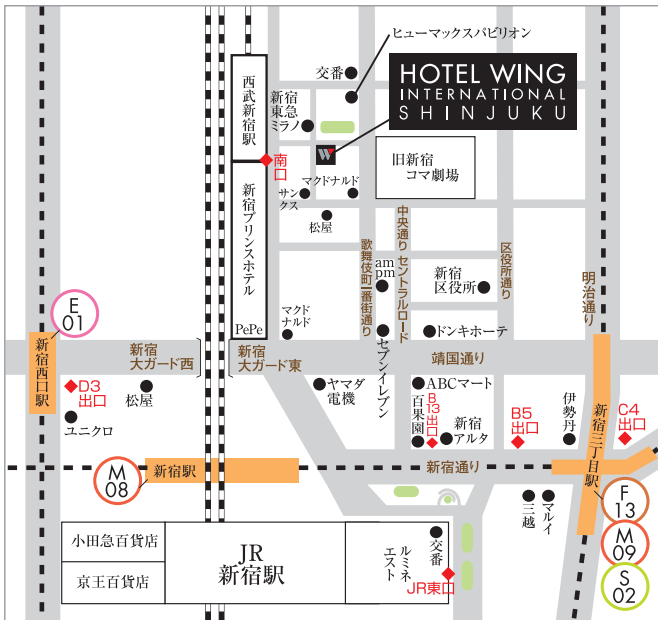 ヒューマックスパビリオン
交番
HOTEL WING
INTERNATIONAL
SHINJUKU
西武新宿駅
新宿
東急
ミラノ
W
旧新宿
コマ劇場
南口
サンクス
マクドナルド
松屋
新宿プリンスホテル
PePe
歌舞伎町一番街通り
中央通り セントラルロード
区役所通り
明治通り
am
pm
新宿
区役所
E
01
新宿西口駅
マクド
ナルド
セブンイレブン
ドンキホーテ
新宿
大ガード西
新宿
大ガード東
靖国通り
D3
出口
松屋
ユニクロ
ヤマダ
電機
ABCマート
百果園
B
13
出口
新宿
アルタ
B5
出口
伊勢丹
新宿三丁目駅
C4
出口
M
08
新宿駅
新宿通り
三越
マルイ
F
13
M
09
S
02
小田急百貨店
京王百貨店
JR
新宿駅
ルミネ
エスト
交番
JR東口